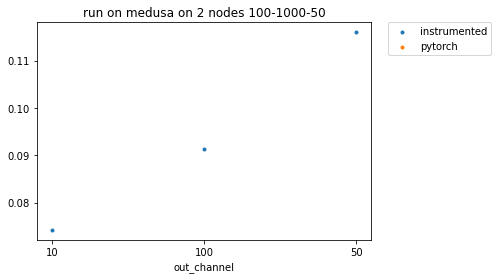 run on medusa on 2 nodes 100-1000-50
instrumented
pytorch
0.11
0.10
0.09
0.08
10
100
50
out_channel